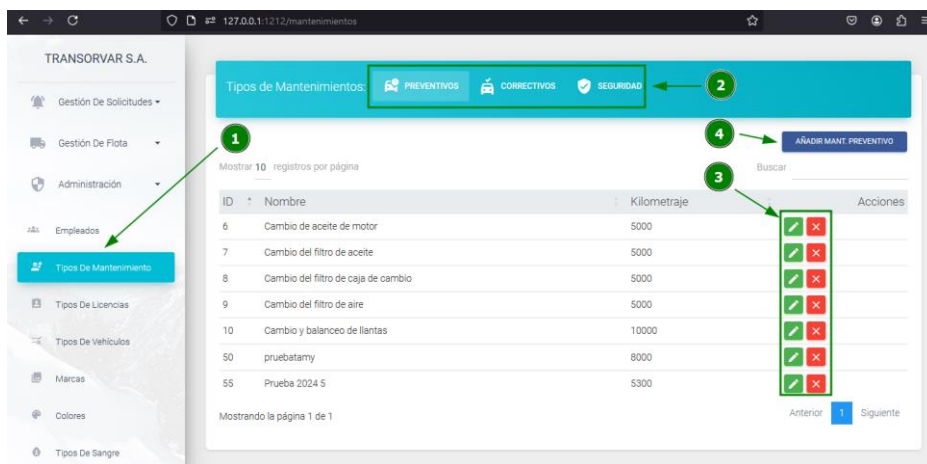 127.0.0.1:1212/mantenimientos
TRANSORVAR S.A.
Gestión De Solicitudes
Gestión De Flota
Administración
Empleados
Tipos De Mantenimiento
Tipos De Licencias
Tipos De Vehículos
Marcas
Colores
Tipos De Sangre
1
Tipos de Mantenimientos: PREVENTIVOS CORRECTIVOS SEGURIDAD
2
4
AÑADIR MANT. PREVENTIVO
Mostrar 10 registros por página
Buscar
3
ID Nombre Kilometraje Acciones
6 Cambio de aceite de motor 5000
7 Cambio del filtro de aceite 5000
8 Cambio del filtro de caja de cambio 5000
9 Cambio del filtro de aire 5000
10 Cambio y balanceo de llantas 10000
50 pruebatamy 8000
55 Prueba 2024 5 5300
Mostrando la página 1 de 1
Anterior 1 Siguiente